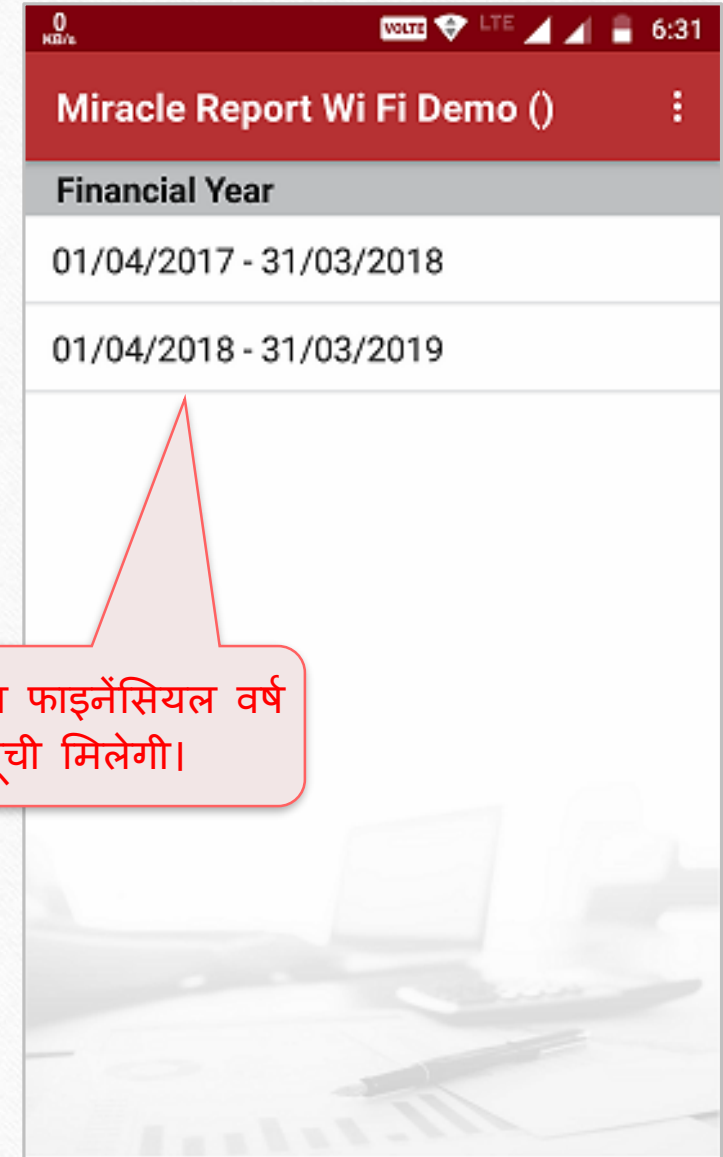 0
KB/s
VOLTE LTE 6:31
Miracle Report Wi Fi Demo ()
Financial Year
01/04/2017 - 31/03/2018
01/04/2018 - 31/03/2019
फाइनेंसियल वर्ष
मिलेगी।